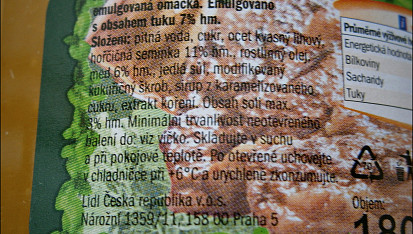 emulgovaná omáčka. Emulgováno
s obsahem tuku 7% hm.
Složení: pitná voda, cukr, ocet kvasný lihový,
hořčičná semínka 11% hm., rostlinný olej,
med 6% hm., jedlá sůl, modifikovaný
kukuřičný škrob, sirup z karamelizovaného
cukru, extrakt koření. Obsah soli max.
3% hm. Minimální trvanlivost neotevřeného
balení do: viz víčko. Skladujte v suchu
a při pokojové teplotě. Po otevření uchovejte
v chladničce při +6°C a urychleně zkonzumujte.
Lidl Česká republika v.o.s.
Nárožní 1359/11, 158 00 Praha 5
Průměrné výživové
Energetická hodnota
Bílkoviny
Sacharidy
Tuky
Objem:
180